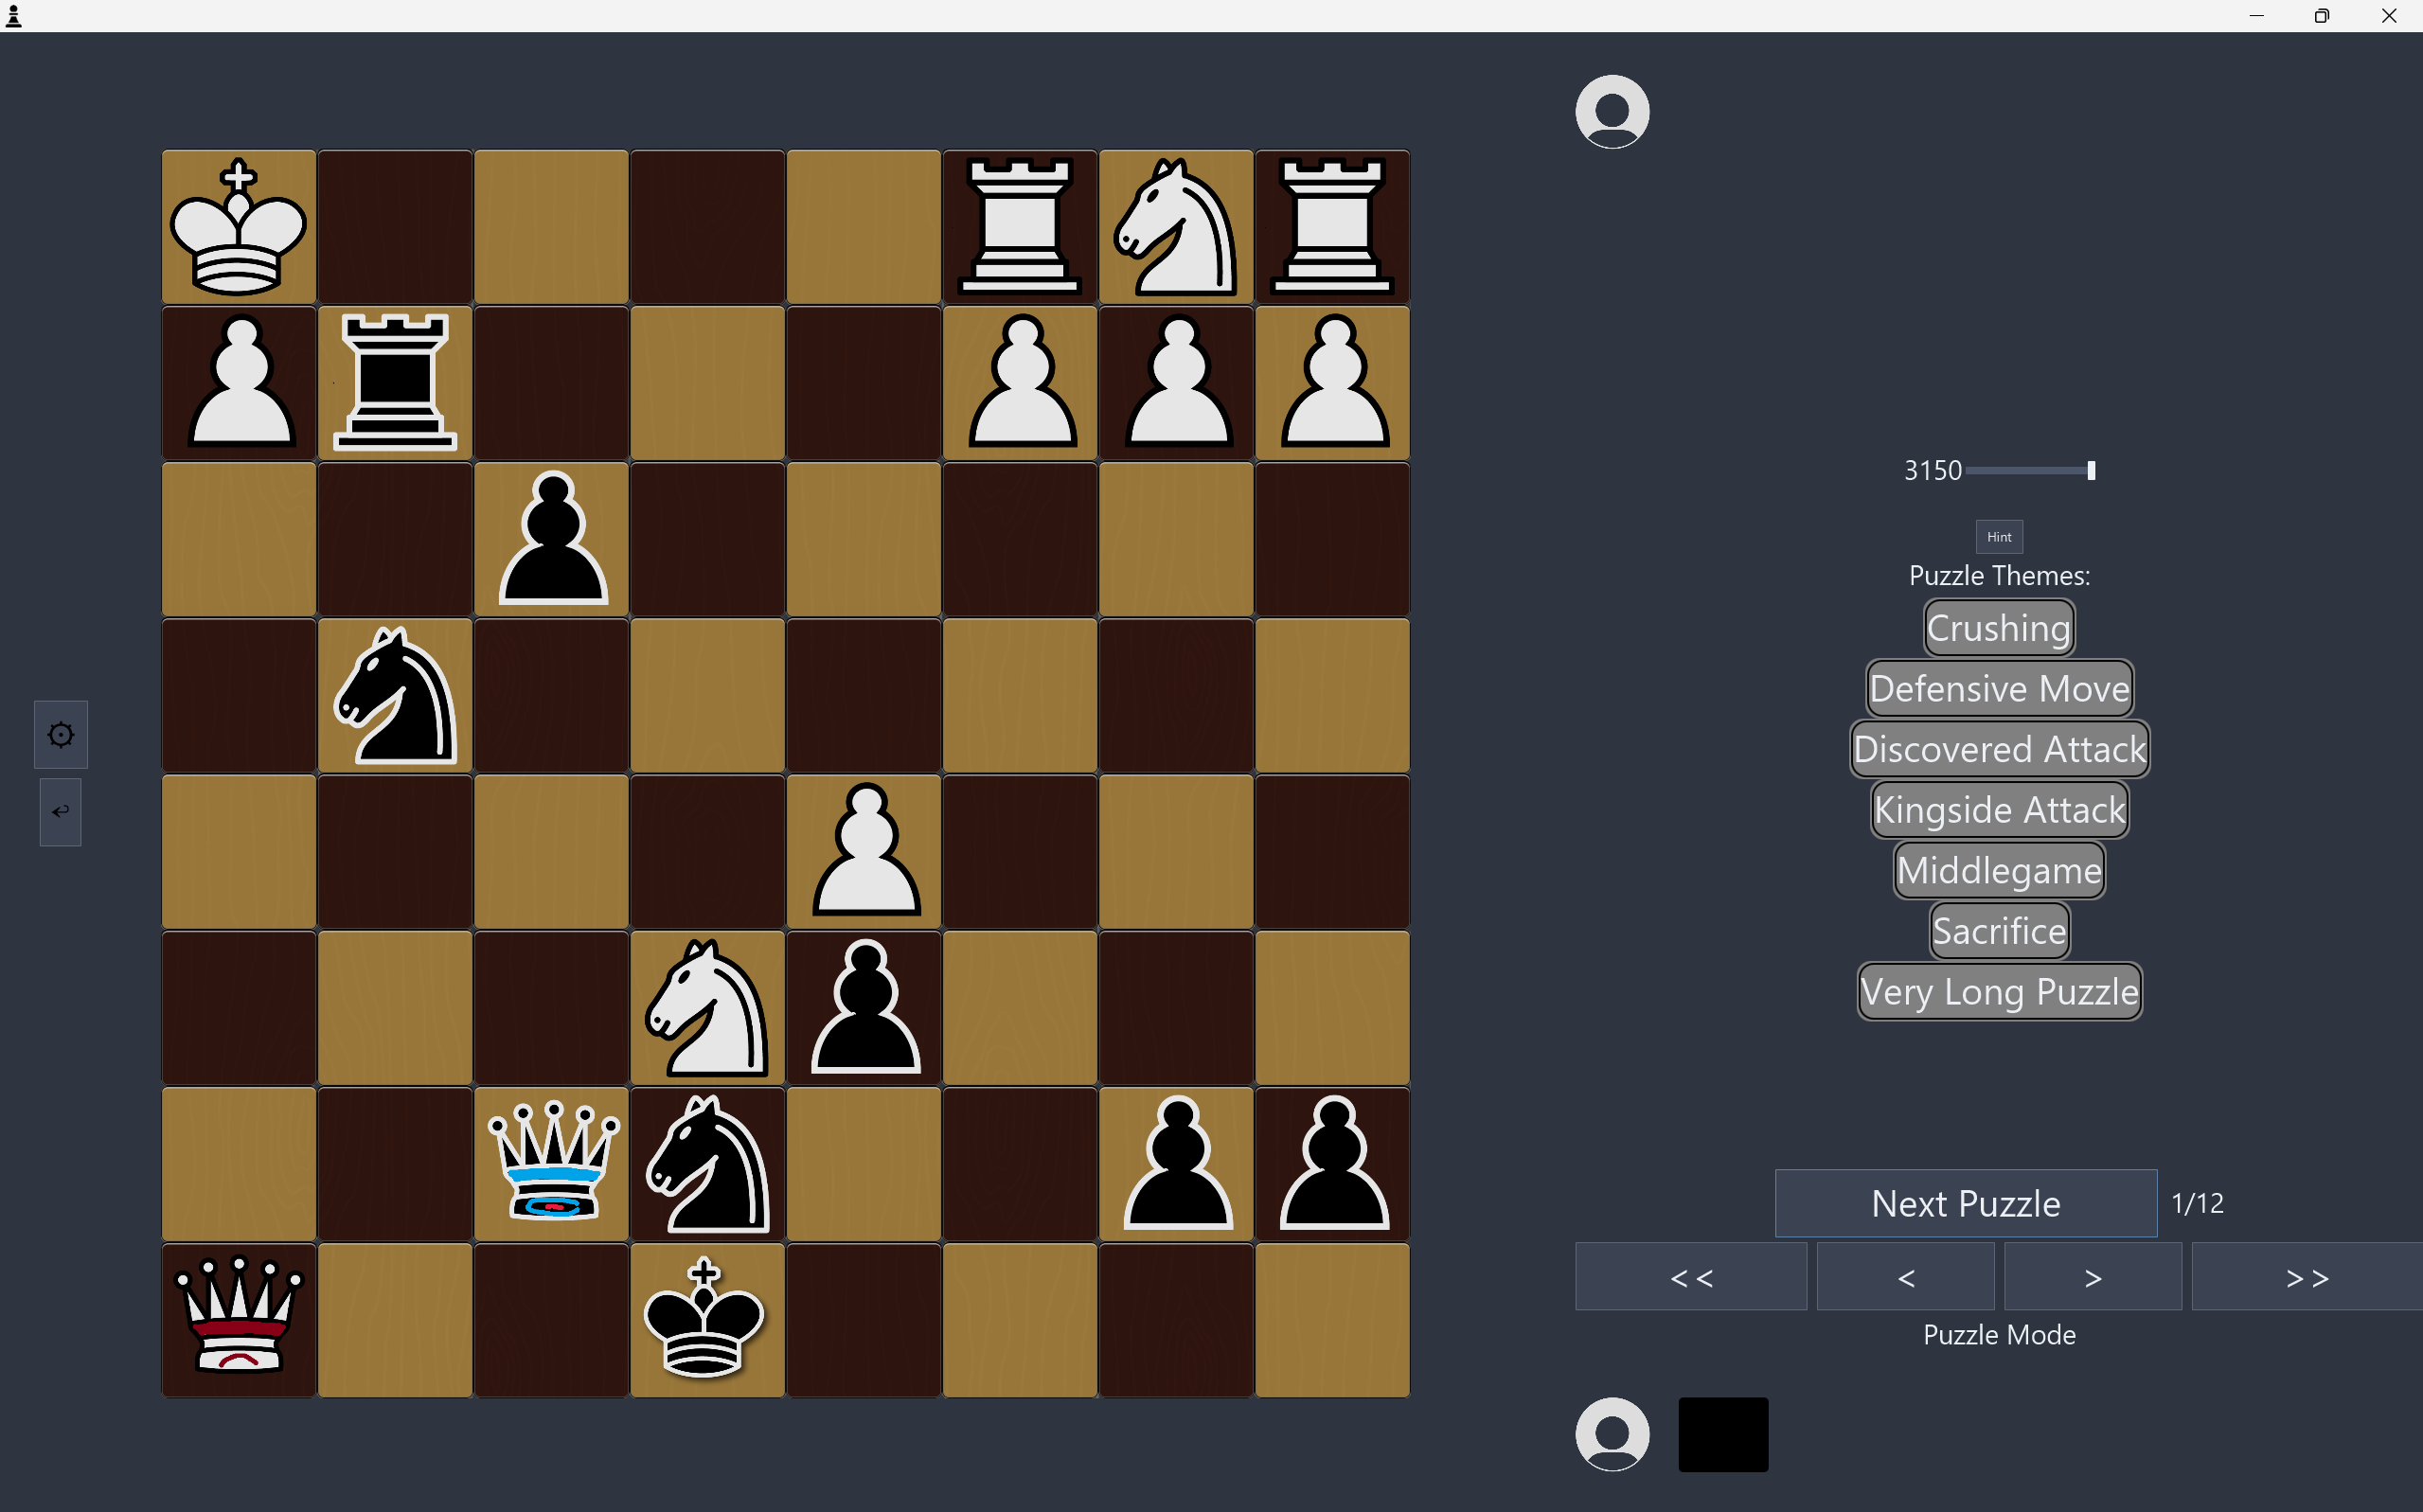 3150
Hint
Puzzle Themes:
Crushing
Defensive Move
Discovered Attack
Kingside Attack
Middlegame
Sacrifice
Very Long Puzzle
Next Puzzle 1/12
<< < > >>
Puzzle Mode